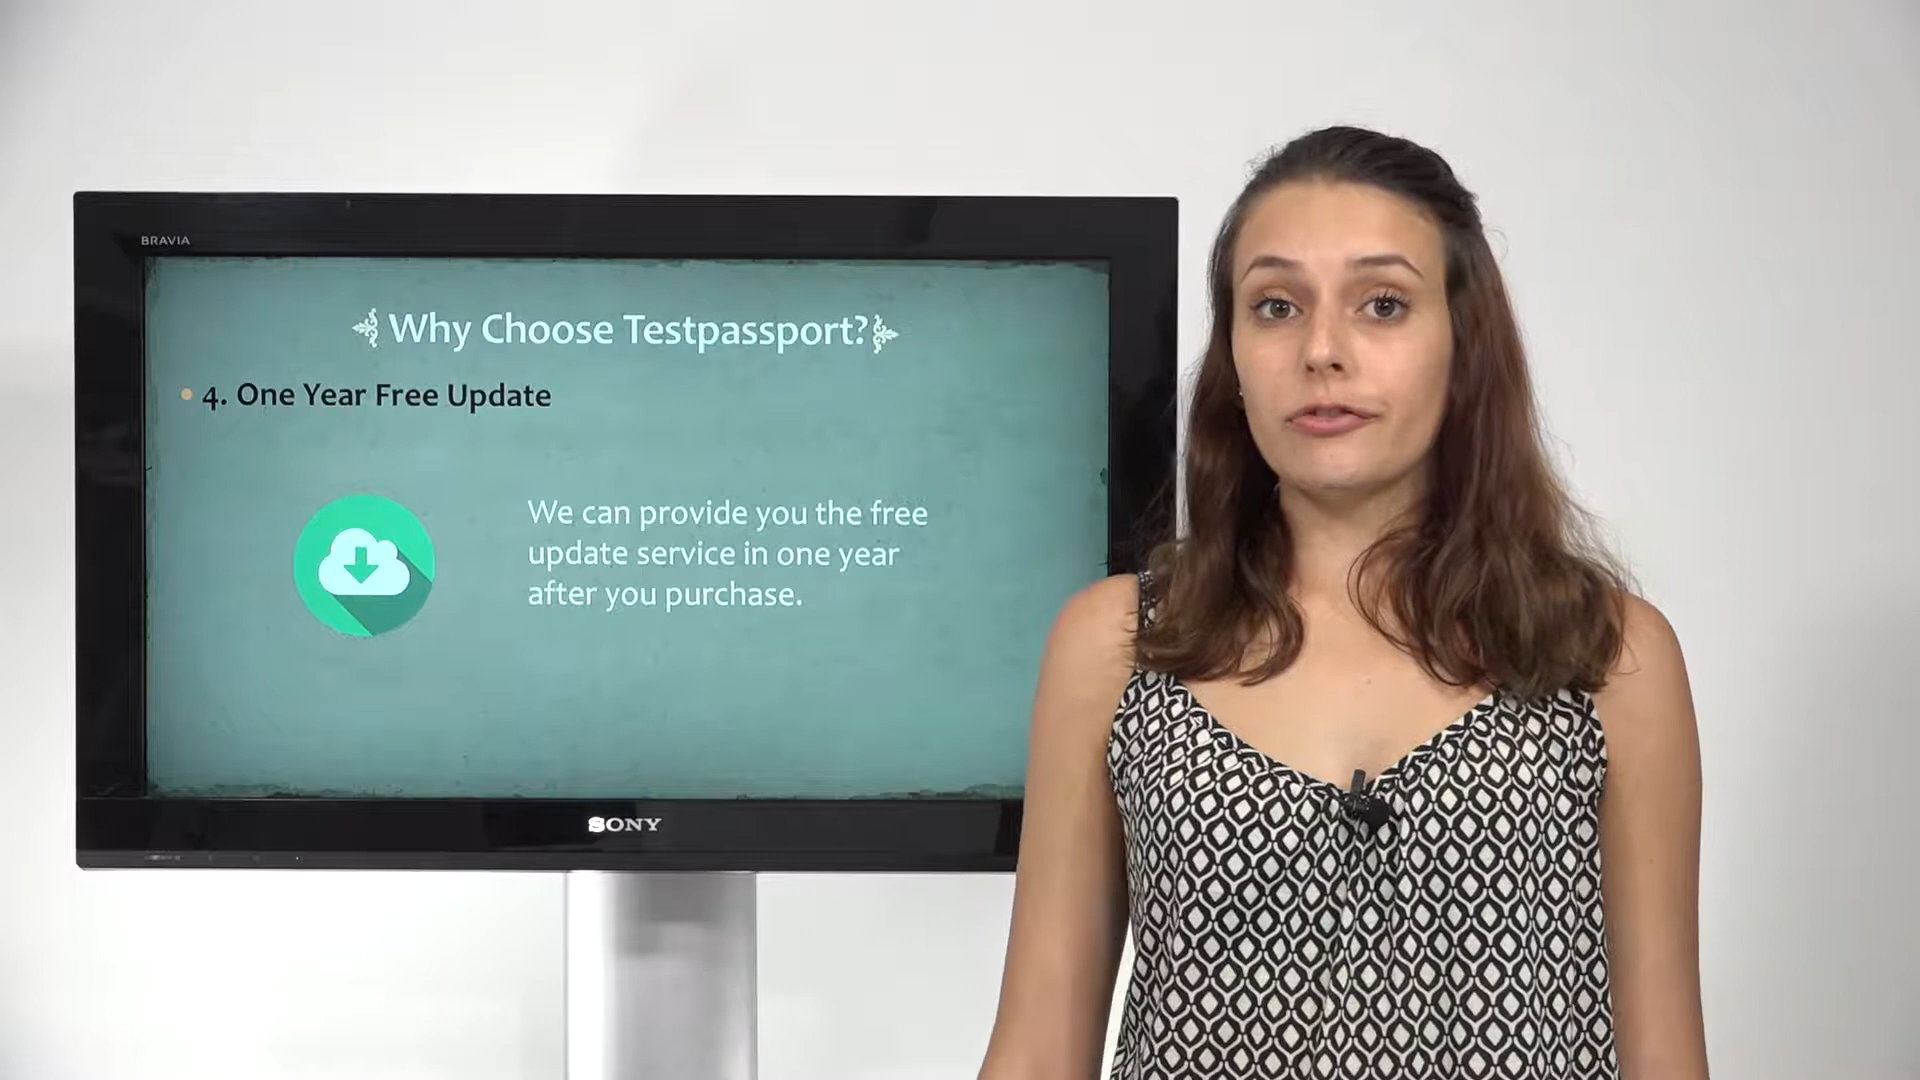 BRAVIA
Why Choose Testpassport?
4. One Year Free Update
We can provide you the free
update service in one year
after you purchase.
SONY